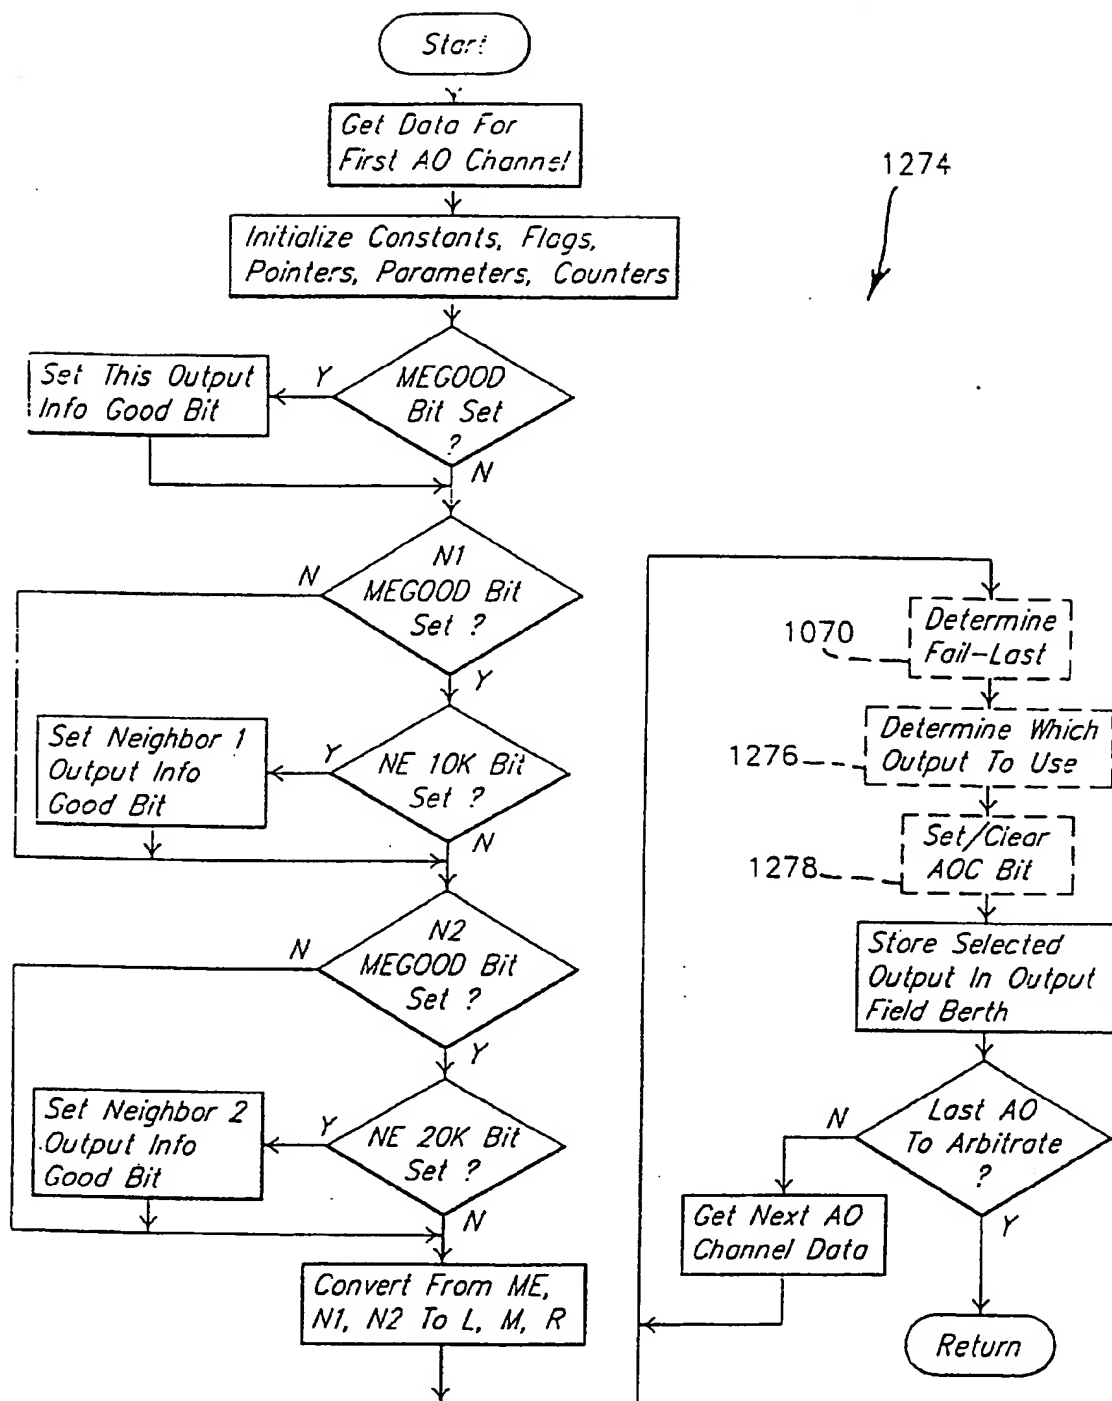 Start
Get Data For
First AO Channel
1274
Initialize Constants, Flags,
Pointers, Parameters, Counters
MEGOOD
Bit Set
?
Y
N
Set This Output
Info Good Bit
N1
MEGOOD Bit
Set ?
N
Y
NE 10K Bit
Set ?
Y
N
Set Neighbor 1
Output Info
Good Bit
N2
MEGOOD Bit
Set ?
N
Y
NE 20K Bit
Set ?
Y
N
Set Neighbor 2
Output Info
Good Bit
Convert From ME,
N1, N2 To L, M, R
Determine
Fail-Last
1070
Determine Which
Output To Use
1276
Set/Clear
AOC Bit
1278
Store Selected
Output In Output
Field Berth
Last AO
To Arbitrate
?
N
Y
Get Next AO
Channel Data
Return